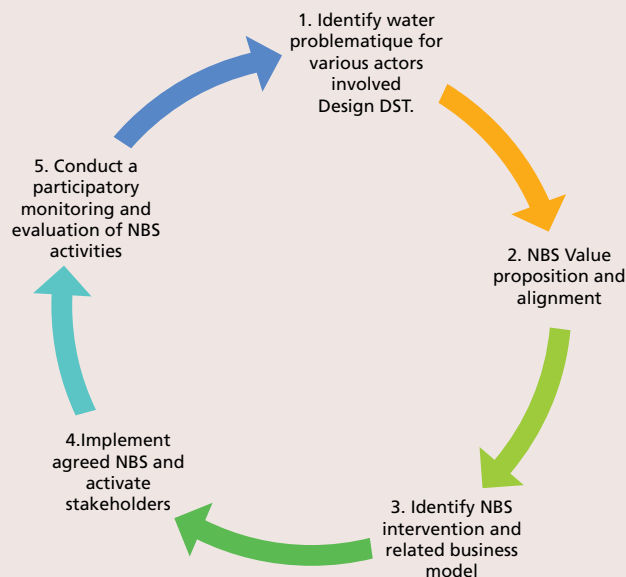 1. Identify water
problematique for
various actors
involved
Design DST.
2. NBS Value
proposition and
alignment
3. Identify NBS
intervention and
related business
model
4.Implement
agreed NBS and
activate
stakeholders
5. Conduct a
participatory
monitoring and
evaluation of NBS
activities